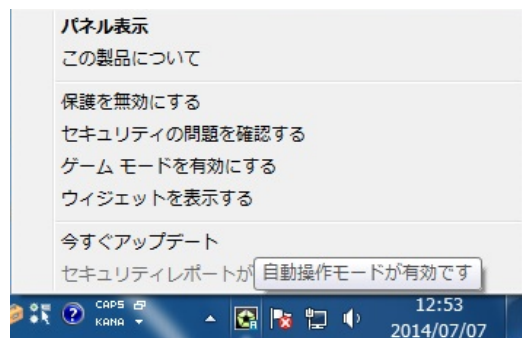 パネル表示
この製品について
保護を無効にする
セキュリティの問題を確認する
ゲーム モードを有効にする
ウィジェットを表示する
今すぐアップデート
セキュリティレポートが
自動操作モードが有効です
CAPS
KANA
12:53
2014/07/07